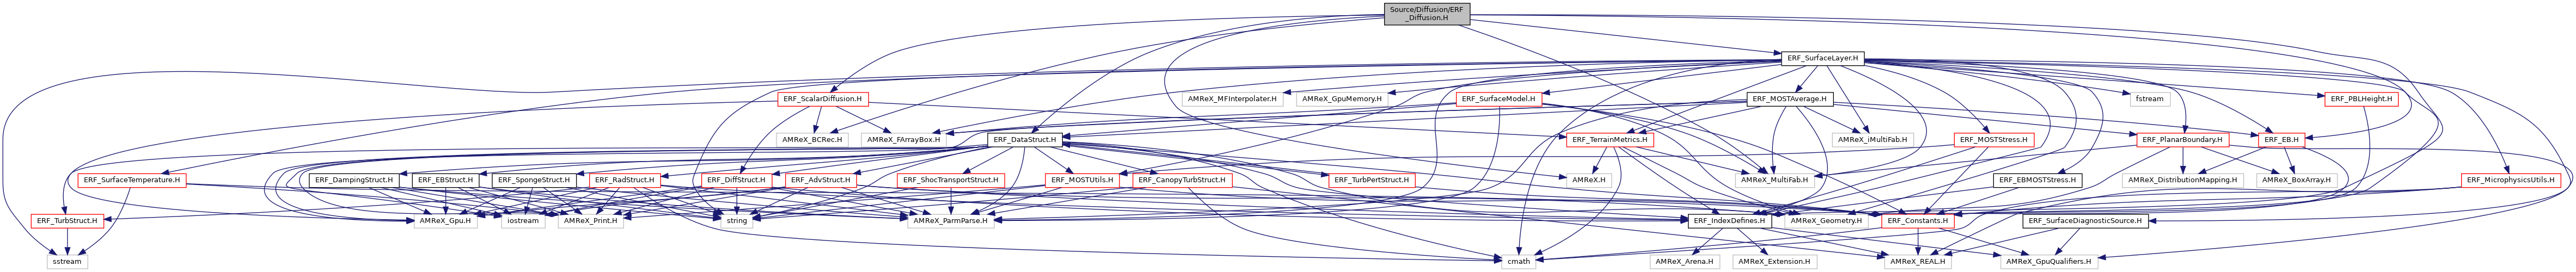 Source/Diffusion/ERF
_Diffusion.H
ERF_SurfaceLayer.H
ERF_ScalarDiffusion.H
AMReX_MFInterpolater.H
AMReX_GpuMemory.H
ERF_SurfaceModel.H
ERF_MOSTAverage.H
fstream
ERF_PBLHeight.H
AMReX_BCRec.H
AMReX_FArrayBox.H
ERF_DataStruct.H
ERF_TerrainMetrics.H
AMReX_iMultiFab.H
ERF_MOSTStress.H
ERF_PlanarBoundary.H
ERF_EB.H
ERF_SurfaceTemperature.H
ERF_DampingStruct.H
ERF_EBStruct.H
ERF_SpongeStruct.H
ERF_RadStruct.H
ERF_DiffStruct.H
ERF_AdvStruct.H
ERF_ShocTransportStruct.H
ERF_MOSTUtils.H
ERF_CanopyTurbStruct.H
ERF_TurbPertStruct.H
AMReX.H
AMReX_MultiFab.H
ERF_EBMOSTStress.H
AMReX_DistributionMapping.H
AMReX_BoxArray.H
ERF_MicrophysicsUtils.H
ERF_TurbStruct.H
AMReX_Gpu.H
iostream
AMReX_Print.H
string
AMReX_ParmParse.H
ERF_IndexDefines.H
AMReX_Geometry.H
ERF_Constants.H
ERF_SurfaceDiagnosticSource.H
sstream
cmath
AMReX_Arena.H
AMReX_Extension.H
AMReX_REAL.H
AMReX_GpuQualifiers.H